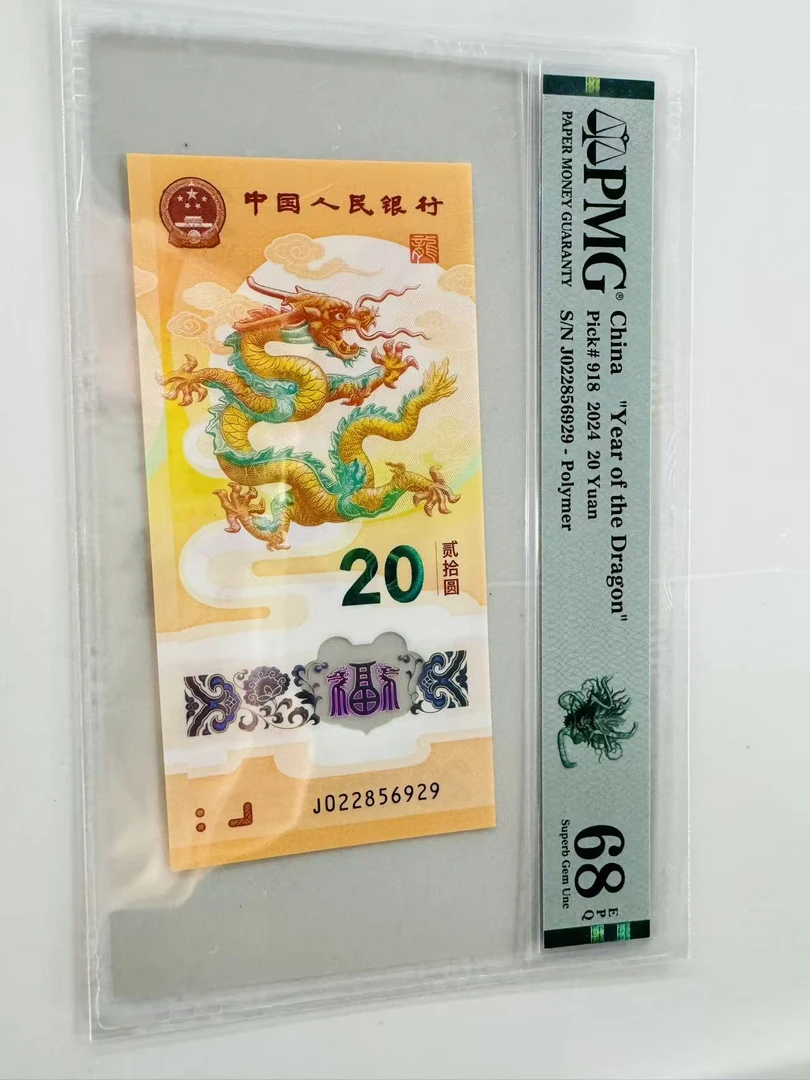 中国人民银行
龍
20
贰拾圆
福
J022856929
PMG®
PAPER MONEY GUARANTY
China "Year of the Dragon"
Pick# 918 2024 20 Yuan
S/N J022856929 - Polymer
68 EPQ
Superb Gem Unc